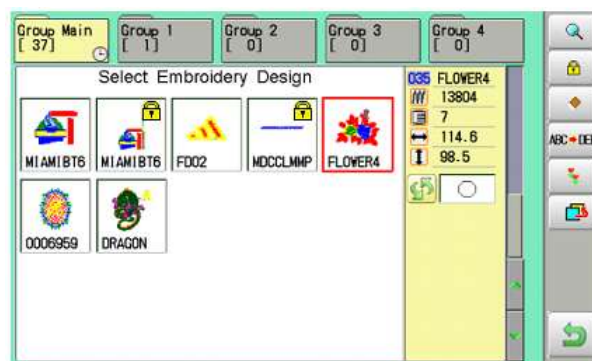 Group Main
[ 37]
Group 1
[ 1]
Group 2
[ 0]
Group 3
[ 0]
Group 4
[ 0]
Select Embroidery Design
MIAMIBT6
MIAMIBT6
FD02
MDCCLMMP
FLOWER4
0006959
DRAGON
035 FLOWER4
13804
7
114.6
98.5